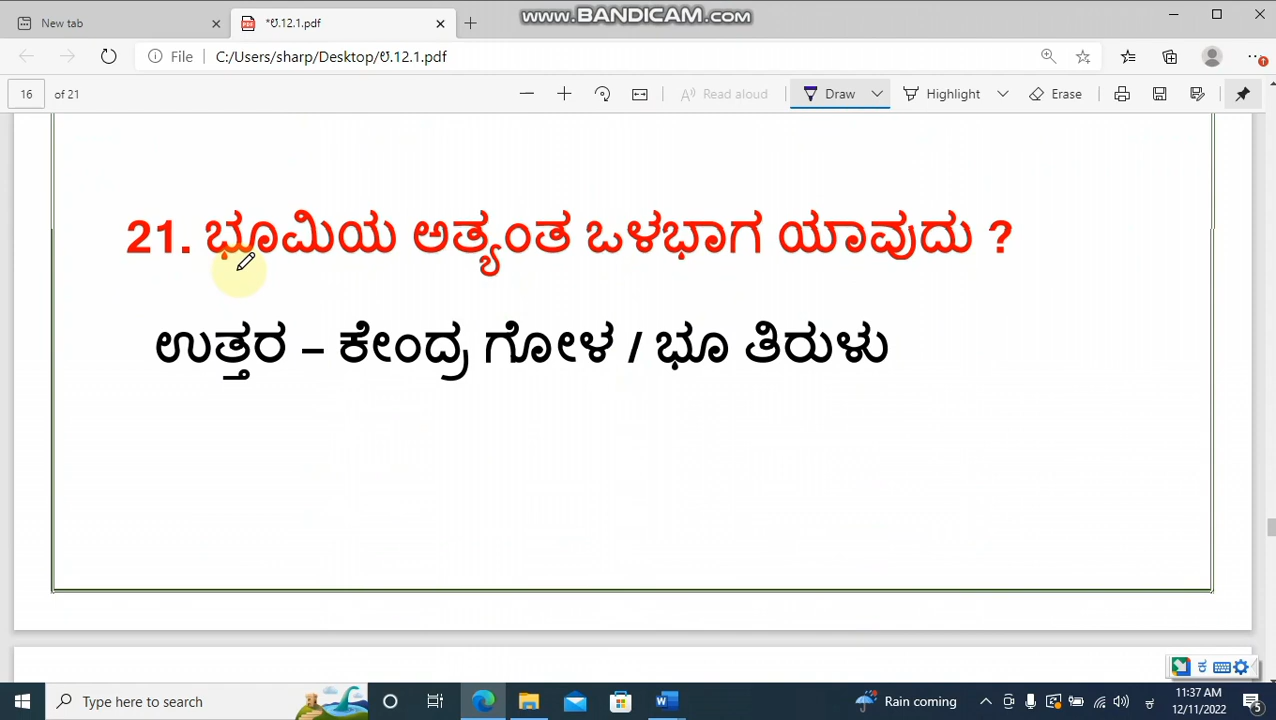 www.BANDICAM.com
New tab
*ಅ.12.1.pdf
File
C:/Users/sharp/Desktop/ಅ.12.1.pdf
16 of 21
Read aloud
Draw
Highlight
Erase
21. ಭೂಮಿಯ ಅತ್ಯಂತ ಒಳಭಾಗ ಯಾವುದು ?
ಉತ್ತರ – ಕೇಂದ್ರ ಗೋಳ / ಭೂ ತಿರುಳು
Type here to search
Rain coming
11:37 AM
12/11/2022
5